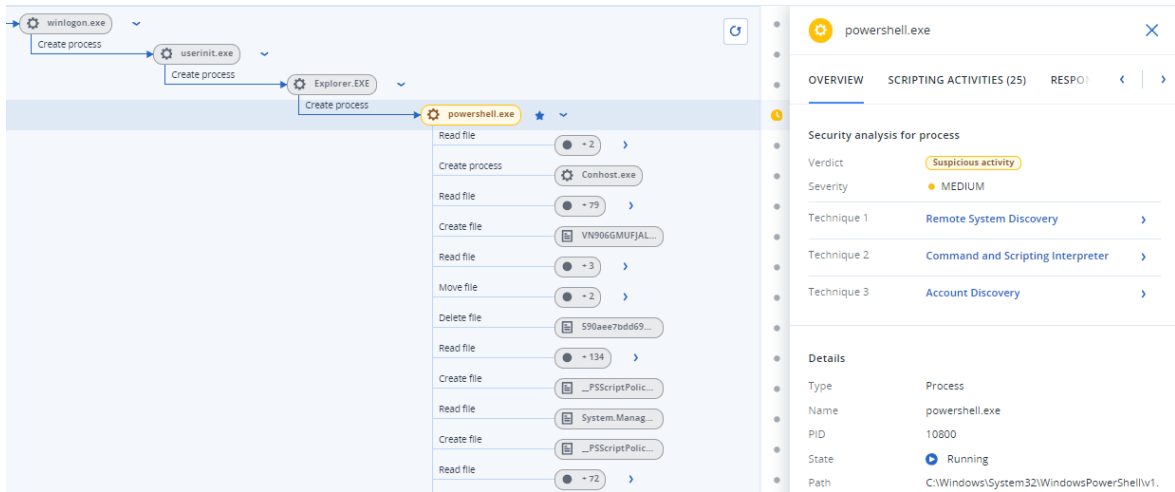 winlogon.exe
Create process
userinit.exe
Create process
Explorer.EXE
Create process
powershell.exe
Read file
+ 2
Create process
Conhost.exe
Read file
+ 79
Create file
VN906GMUFJAL...
Read file
+ 3
Move file
+ 2
Delete file
590aee7bdd69...
Read file
+ 134
Create file
__PSScriptPolic...
Read file
System.Manag...
Create file
__PSScriptPolic...
Read file
+ 72
powershell.exe
OVERVIEW SCRIPTING ACTIVITIES (25) RESPON
Security analysis for process
Verdict Suspicious activity
Severity MEDIUM
Technique 1 Remote System Discovery
Technique 2 Command and Scripting Interpreter
Technique 3 Account Discovery
Details
Type Process
Name powershell.exe
PID 10800
State Running
Path C:\Windows\System32\WindowsPowerShell\v1.